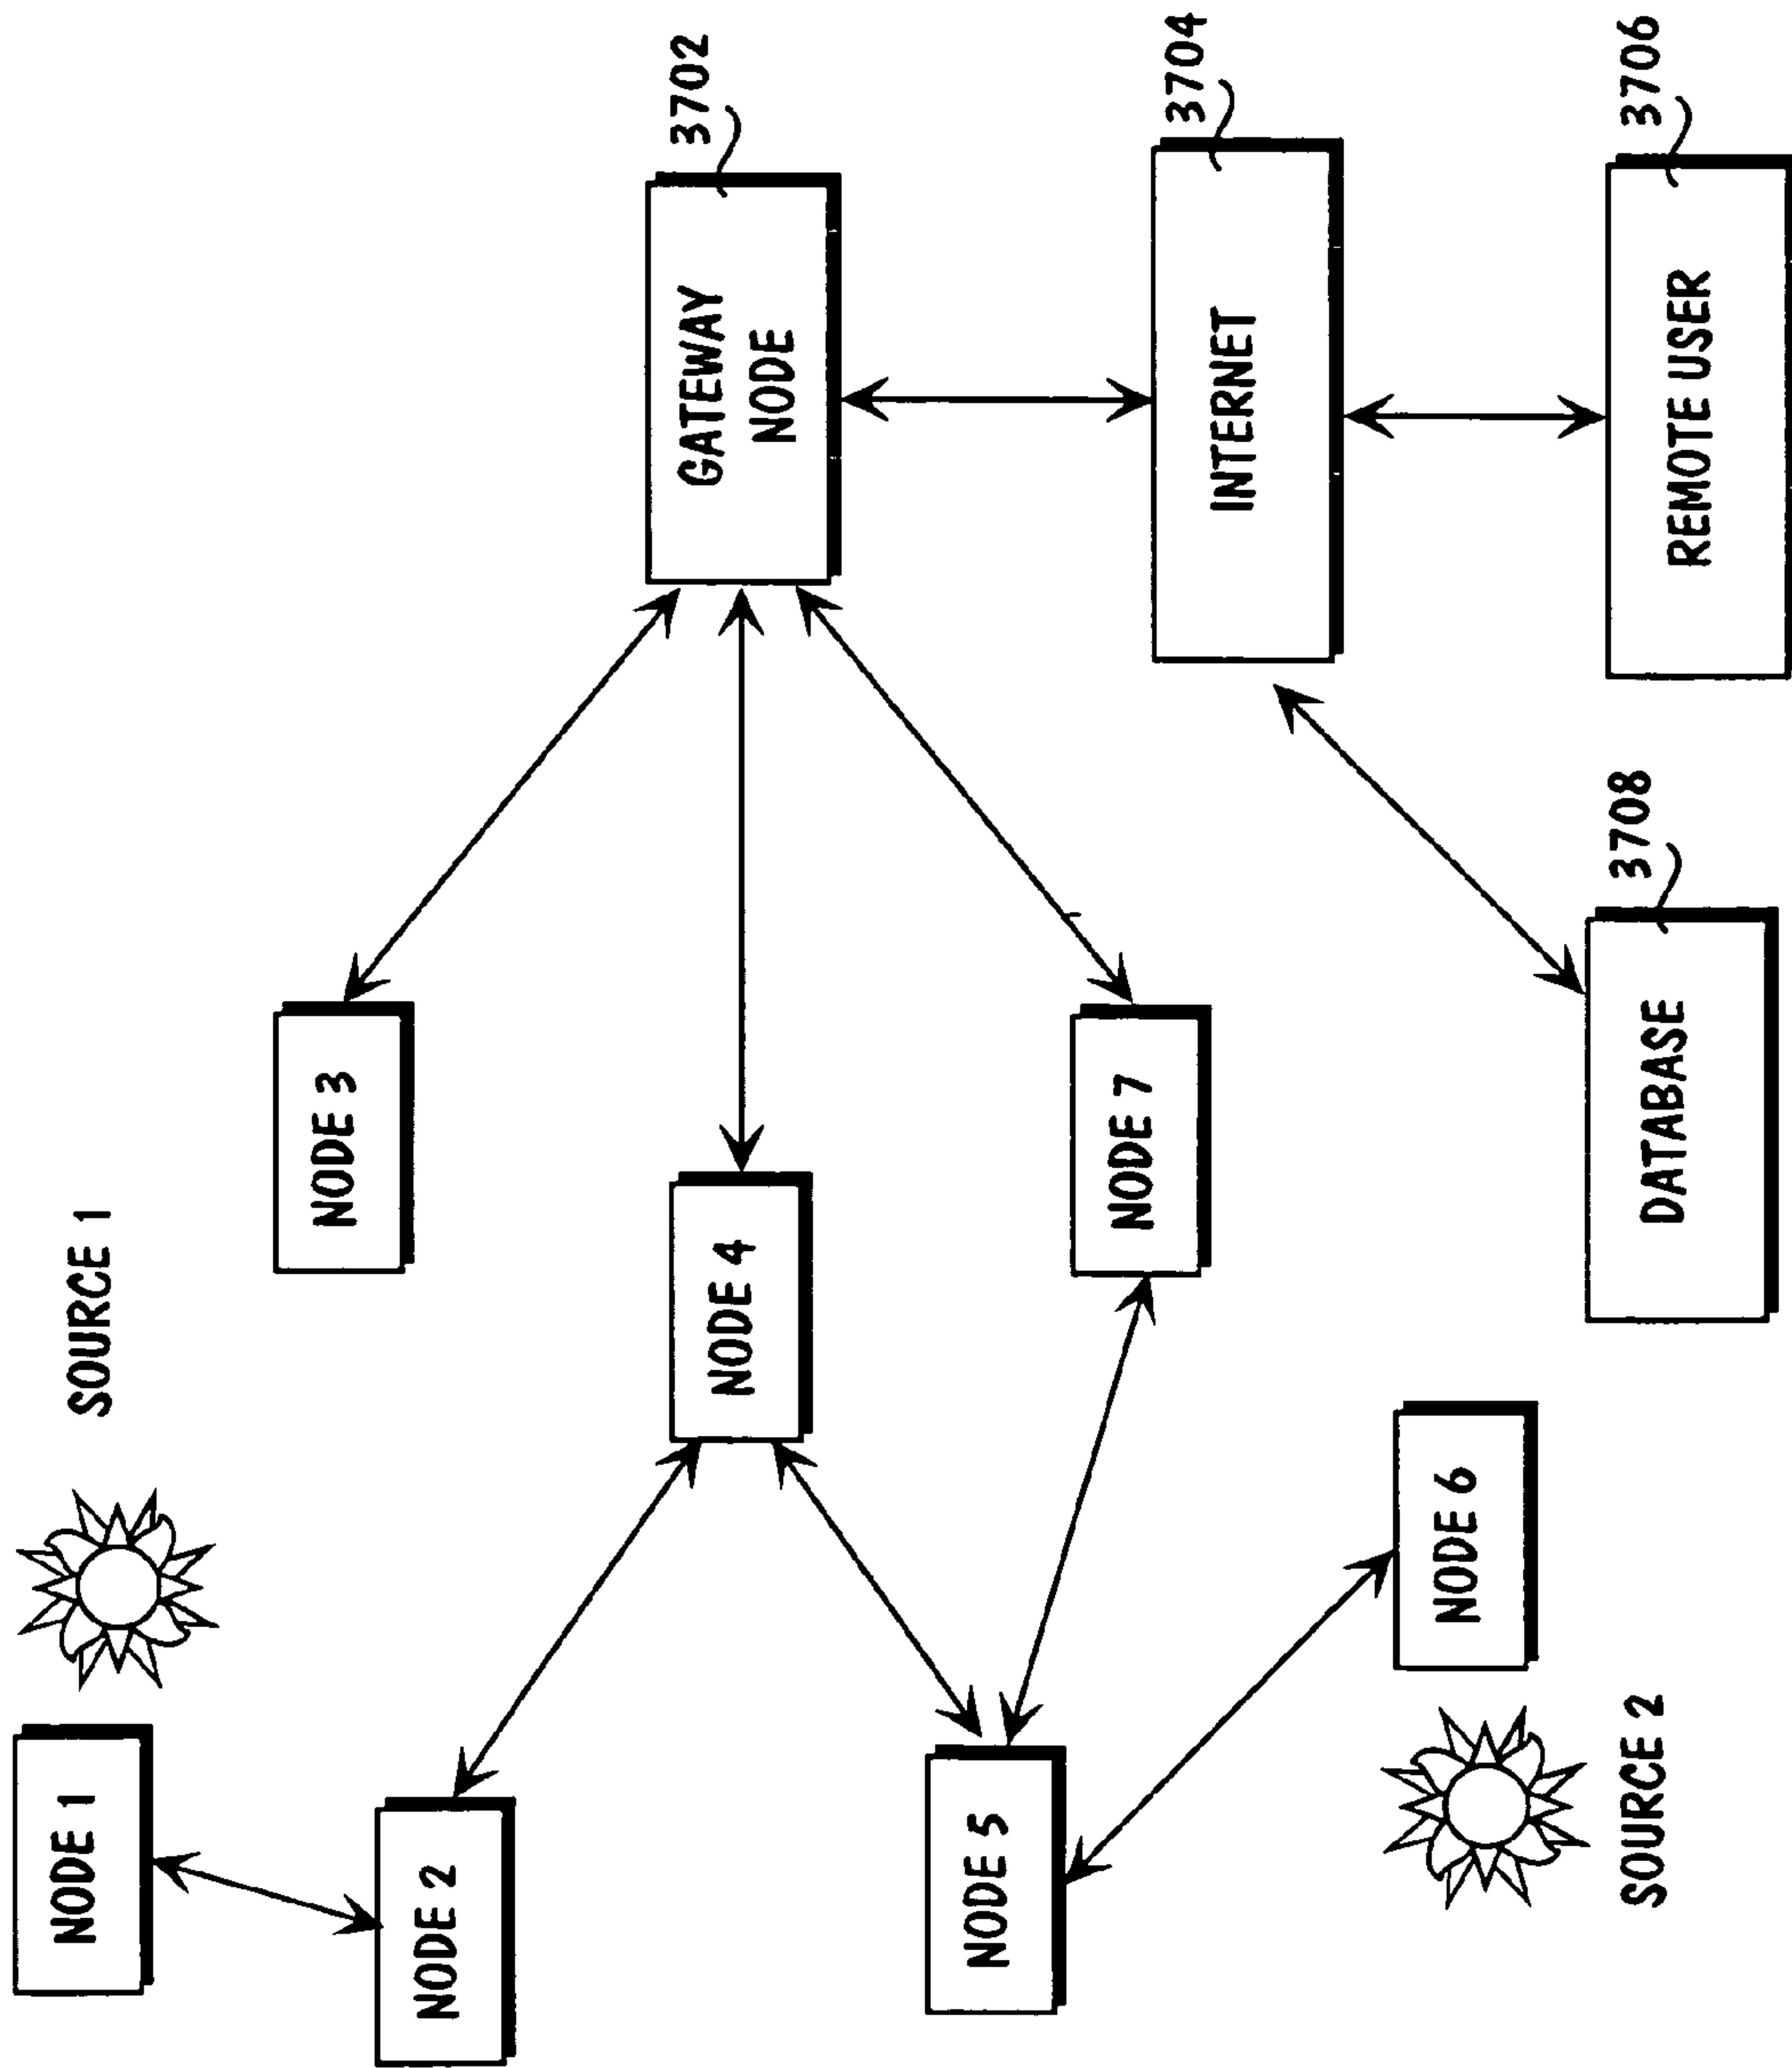 SOURCE 1
NODE 1
NODE 2
NODE 3
NODE 4
GATEWAY
NODE
3702
NODE 5
NODE 7
INTERNET
3704
NODE 6
SOURCE 2
DATABASE
3708
REMOTE USER
3706